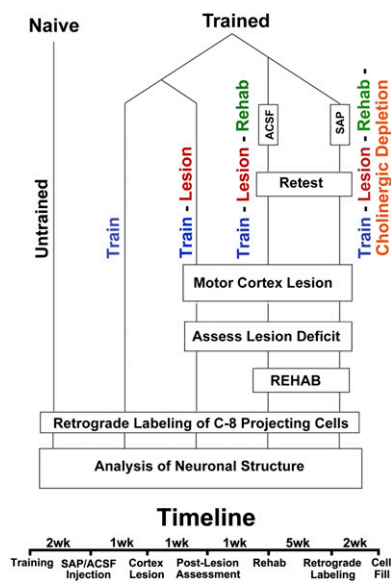 Naive
Trained
Untrained
Train
Train - Lesion
Train - Lesion - Rehab
ACSF
SAP
Train - Lesion - Rehab -
Cholinergic Depletion
Retest
Motor Cortex Lesion
Assess Lesion Deficit
REHAB
Retrograde Labeling of C-8 Projecting Cells
Analysis of Neuronal Structure
Timeline
2wk 1wk 1wk 1wk 5wk 2wk
Training SAP/ACSF Cortex Post-Lesion Rehab Retrograde Cell
Injection Lesion Assessment Labeling Fill